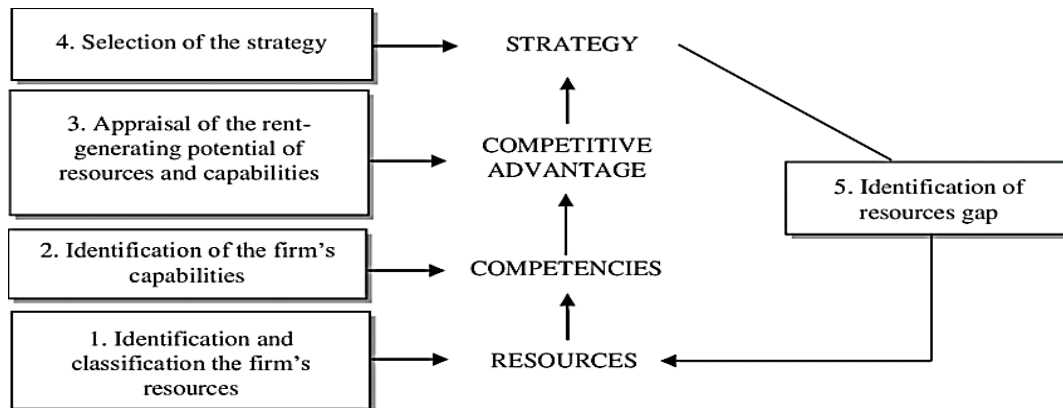 4. Selection of the strategy
STRATEGY
3. Appraisal of the rent-
generating potential of
resources and capabilities
COMPETITIVE
ADVANTAGE
5. Identification of
resources gap
2. Identification of the firm's
capabilities
COMPETENCIES
1. Identification and
classification the firm's
resources
RESOURCES